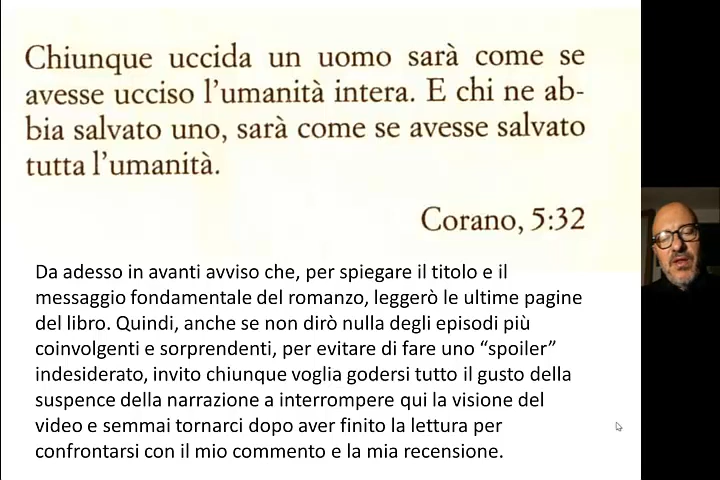 Chiunque uccida un uomo sarà come se
avesse ucciso l'umanità intera. E chi ne ab-
bia salvato uno, sarà come se avesse salvato
tutta l'umanità.
Corano, 5:32
Da adesso in avanti avviso che, per spiegare il titolo e il
messaggio fondamentale del romanzo, leggerò le ultime pagine
del libro. Quindi, anche se non dirò nulla degli episodi più
coinvolgenti e sorprendenti, per evitare di fare uno “spoiler”
indesiderato, invito chiunque voglia godersi tutto il gusto della
suspence della narrazione a interrompere qui la visione del
video e semmai tornarci dopo aver finito la lettura per
confrontarsi con il mio commento e la mia recensione.